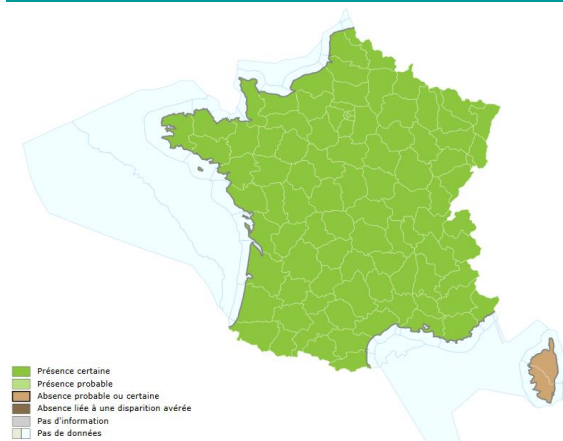 Présence certaine
Présence probable
Absence probable ou certaine
Absence liée à une disparition avérée
Pas d'information
Pas de données